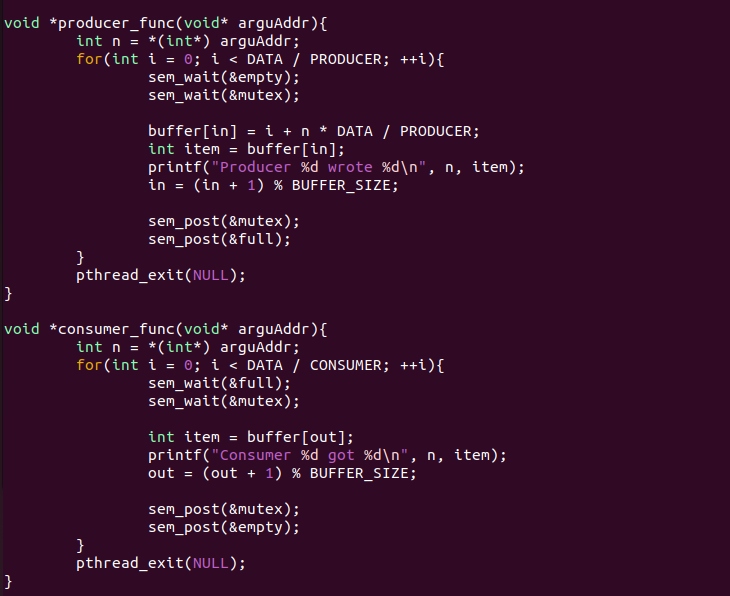 void *producer_func(void* arguAddr){
        int n = *(int*) arguAddr;
        for(int i = 0; i < DATA / PRODUCER; ++i){
                sem_wait(&empty);
                sem_wait(&mutex);

                buffer[in] = i + n * DATA / PRODUCER;
                int item = buffer[in];
                printf("Producer %d wrote %d\n", n, item);
                in = (in + 1) % BUFFER_SIZE;

                sem_post(&mutex);
                sem_post(&full);
        }
        pthread_exit(NULL);
}

void *consumer_func(void* arguAddr){
        int n = *(int*) arguAddr;
        for(int i = 0; i < DATA / CONSUMER; ++i){
                sem_wait(&full);
                sem_wait(&mutex);

                int item = buffer[out];
                printf("Consumer %d got %d\n", n, item);
                out = (out + 1) % BUFFER_SIZE;

                sem_post(&mutex);
                sem_post(&empty);
        }
        pthread_exit(NULL);
}